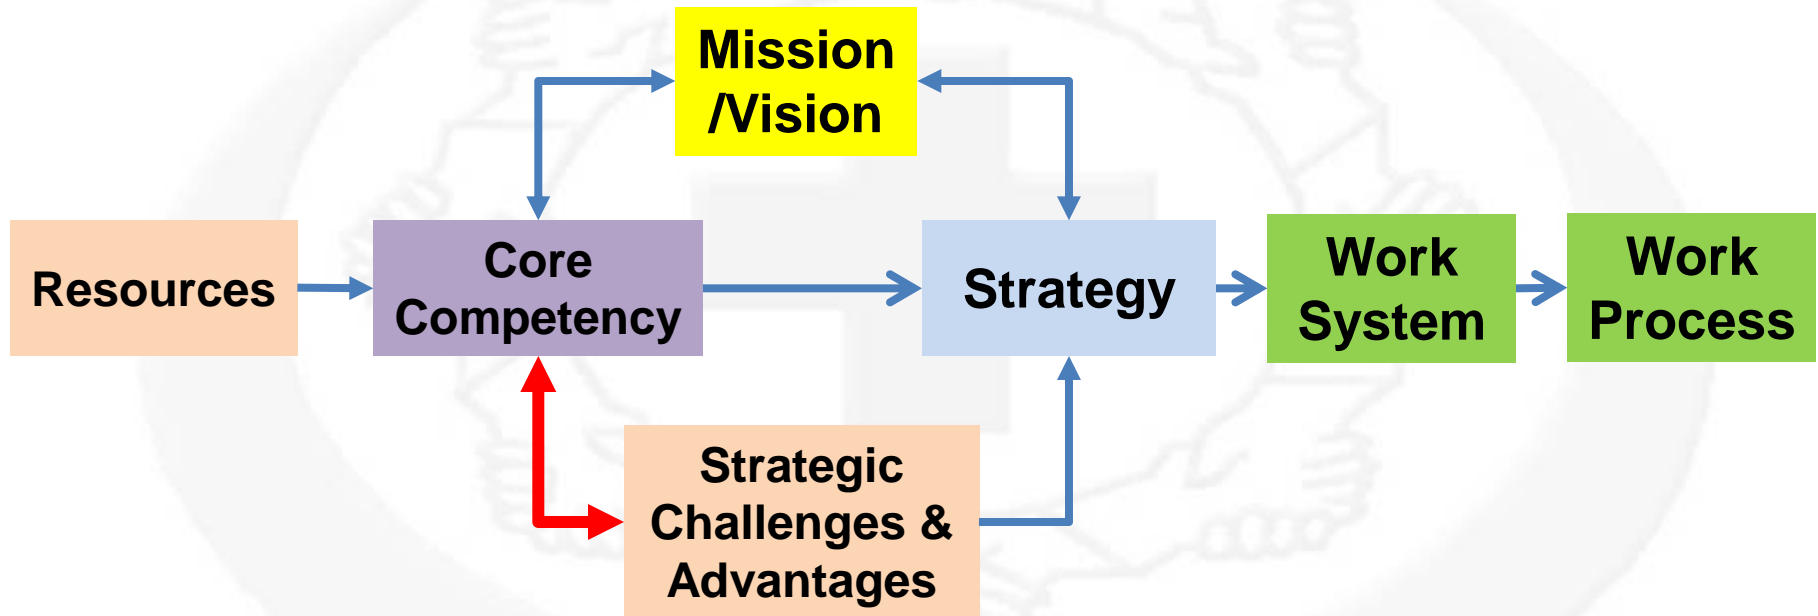 Mission
/Vision
Resources
Core
Competency
Strategy
Work
System
Work
Process
Strategic
Challenges &
Advantages